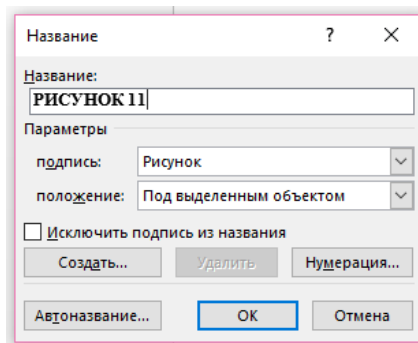 Название ? ×
Название:
РИСУНОК 11
Параметры
подпись: Рисунок
положение: Под выделенным объектом
Исключить подпись из названия
Создать... Удалить Нумерация...
Автоназвание... ОК Отмена